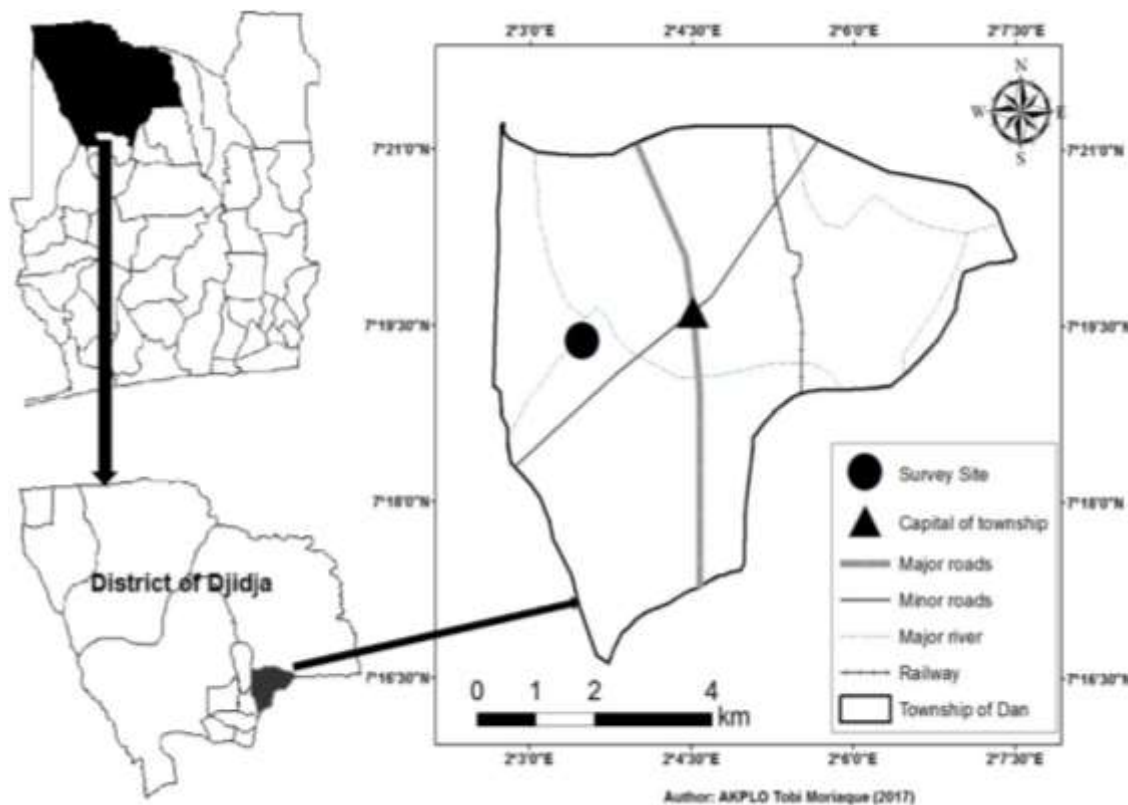 2°3'0"E 2°4'30"E 2°6'0"E 2°7'30"E
N
W E
S
7°21'0"N 7°21'0"N
7°19'30"N 7°19'30"N
7°18'0"N 7°18'0"N
7°16'30"N 7°16'30"N
District of Djidja
Survey Site
Capital of township
Major roads
Minor roads
Major river
Railway
Township of Dan
0 1 2 4
km
2°3'0"E 2°4'30"E 2°6'0"E 2°7'30"E
Author: AKPLO Tobi Moriaque (2017)